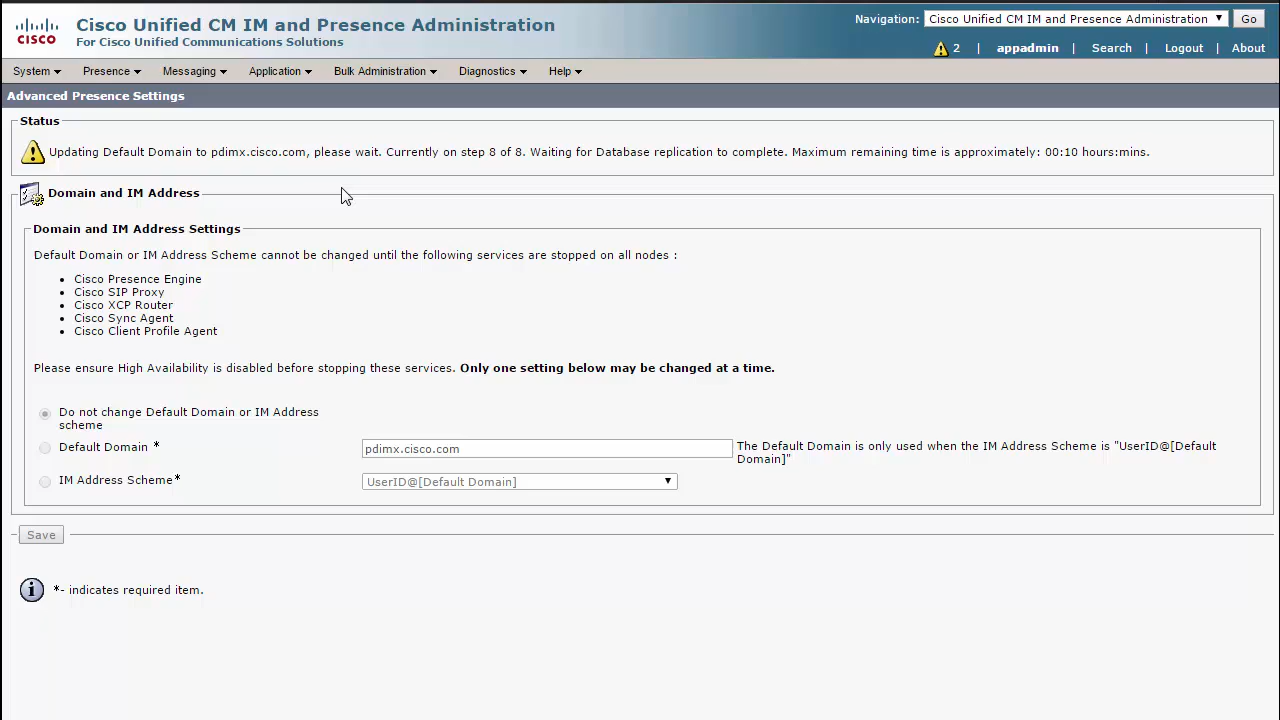 CISCO
Cisco Unified CM IM and Presence Administration
For Cisco Unified Communications Solutions
Navigation: Cisco Unified CM IM and Presence Administration Go
2 | appadmin | Search | Logout | About
System Presence Messaging Application Bulk Administration Diagnostics Help
Advanced Presence Settings
Status
Updating Default Domain to pdimx.cisco.com, please wait. Currently on step 8 of 8. Waiting for Database replication to complete. Maximum remaining time is approximately: 00:10 hours:mins.
Domain and IM Address
Domain and IM Address Settings
Default Domain or IM Address Scheme cannot be changed until the following services are stopped on all nodes :
• Cisco Presence Engine
• Cisco SIP Proxy
• Cisco XCP Router
• Cisco Sync Agent
• Cisco Client Profile Agent
Please ensure High Availability is disabled before stopping these services. Only one setting below may be changed at a time.
Do not change Default Domain or IM Address
scheme
Default Domain * pdimx.cisco.com The Default Domain is only used when the IM Address Scheme is "UserID@[Default
Domain]"
IM Address Scheme* UserID@[Default Domain]
Save
*- indicates required item.